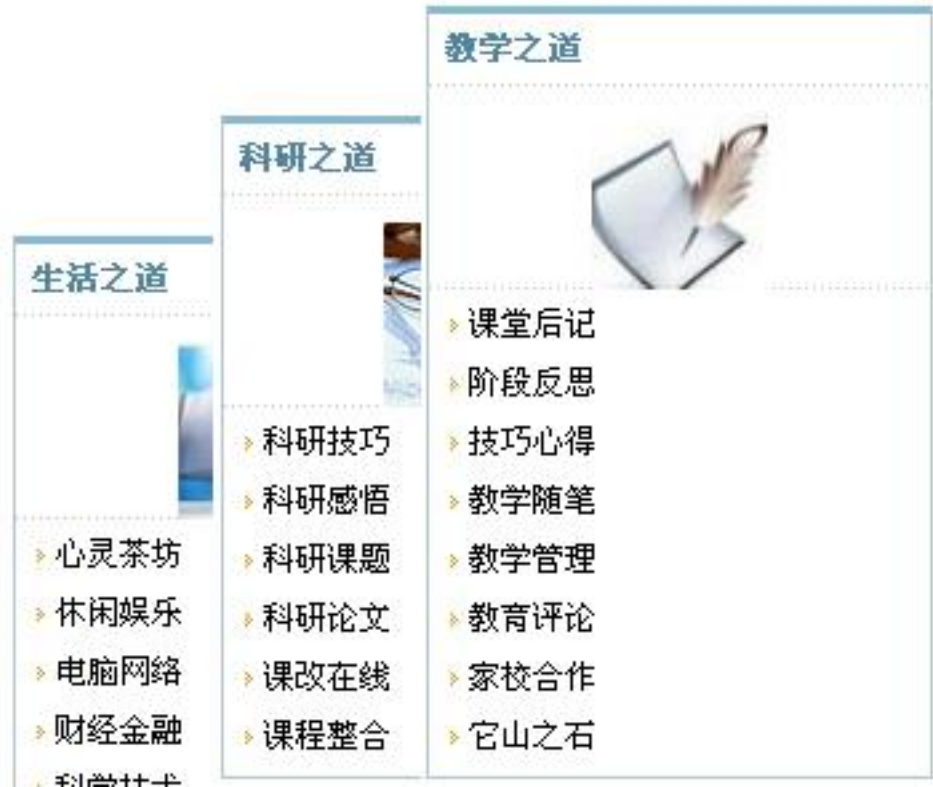 生活之道
心灵茶坊
休闲娱乐
电脑网络
财经金融
科研之道
科研技巧
科研感悟
科研课题
科研论文
课改在线
课程整合
教学之道
课堂后记
阶段反思
技巧心得
教学随笔
教学管理
教育评论
家校合作
它山之石